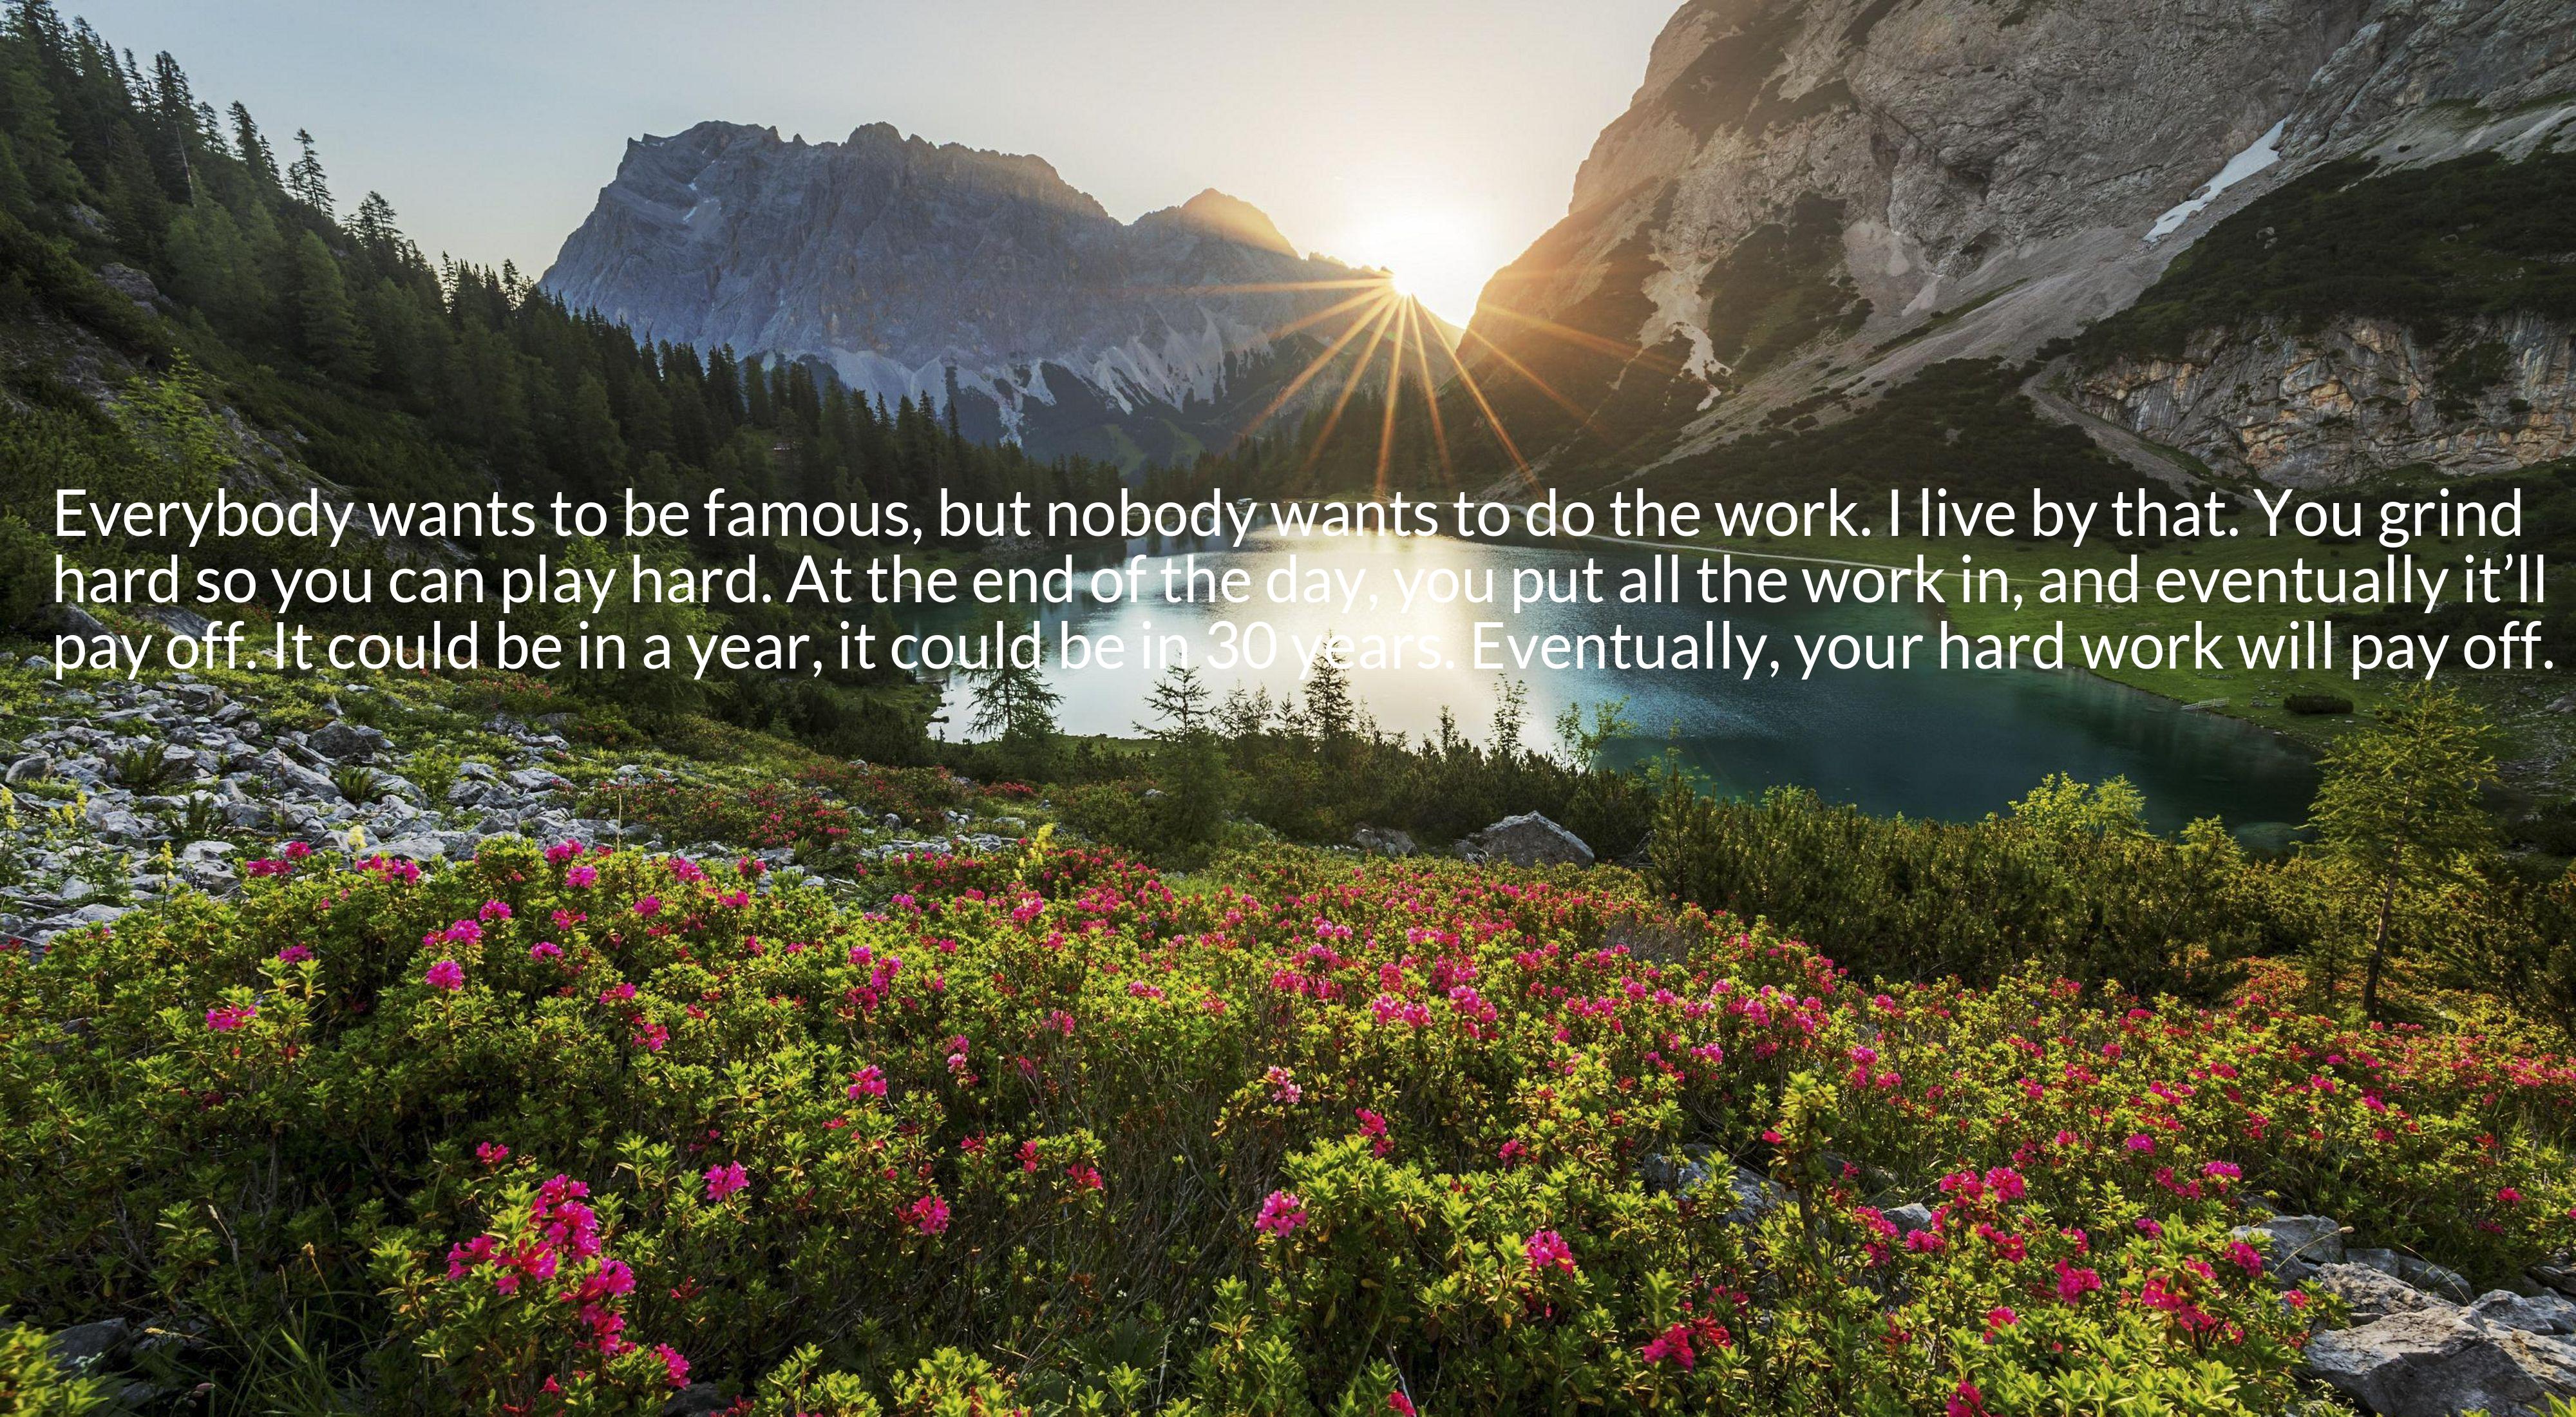 Everybody wants to be famous, but nobody wants to do the work. I live by that. You grind
hard so you can play hard. At the end of the day, you put all the work in, and eventually it’ll
pay off. It could be in a year, it could be in 30 years. Eventually, your hard work will pay off.